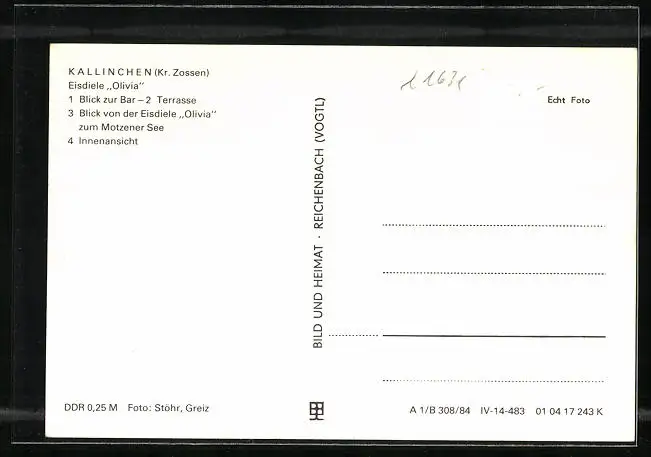 KALLINCHEN (Kr. Zossen)
Eisdiele „Olivia"
1 Blick zur Bar – 2 Terrasse
3 Blick von der Eisdiele „Olivia"
zum Motzener See
4 Innenansicht
Echt Foto
BILD UND HEIMAT · REICHENBACH (VOGTL)
DDR 0,25 M Foto: Stöhr, Greiz
A 1/B 308/84 IV-14-483 01 04 17 243 K